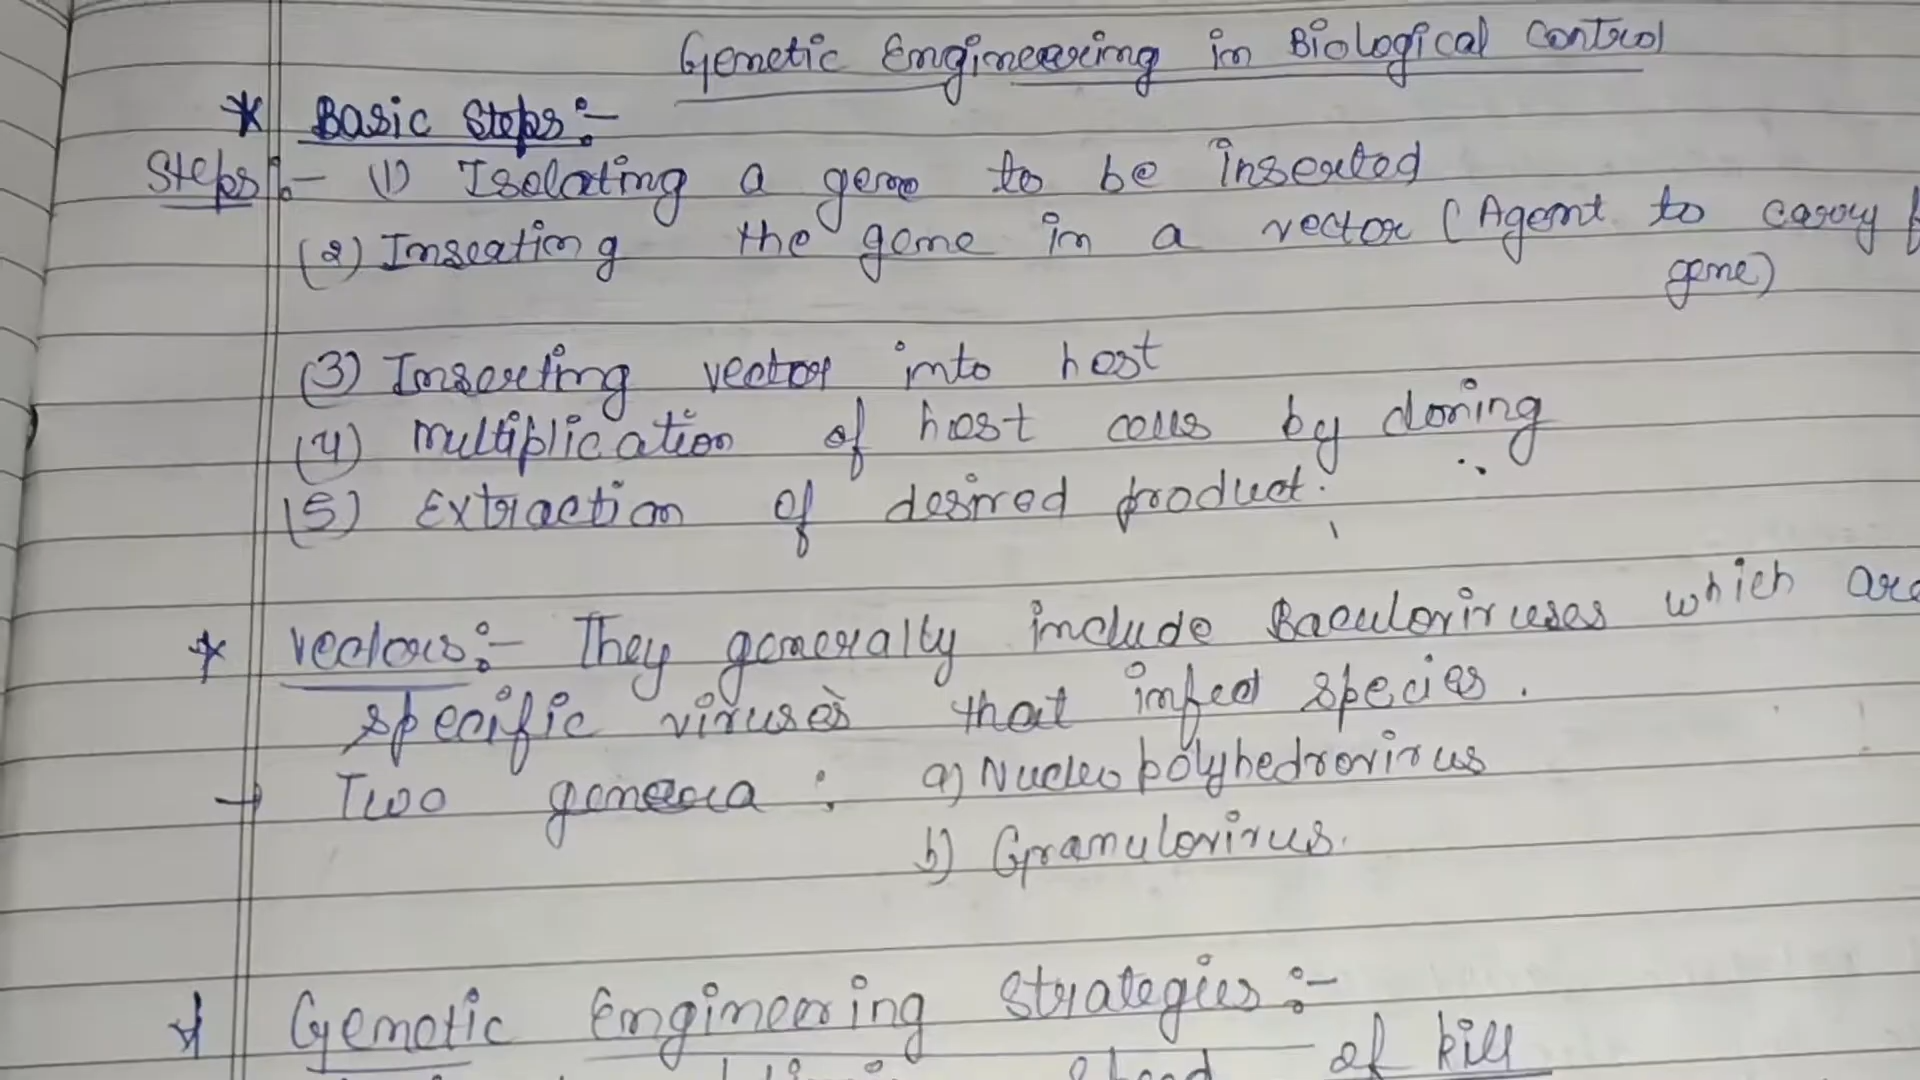 Genetic Engineering in Biological Control
* Basic Steps:-
Steps:- (1) Isolating a gene to be inserted
(2) Inserting the gene in a vector (Agent to carry
gene)
(3) Inserting vector into host
(4) Multiplication of host cells by cloning
(5) Extraction of desired product.
* Vectors:- They generally include Baculoviruses which are
specific viruses that infect species.
→ Two genera : a) Nucleopolyhedrovirus
b) Granulovirus.
* Genetic Engineering Strategies:-
of kill